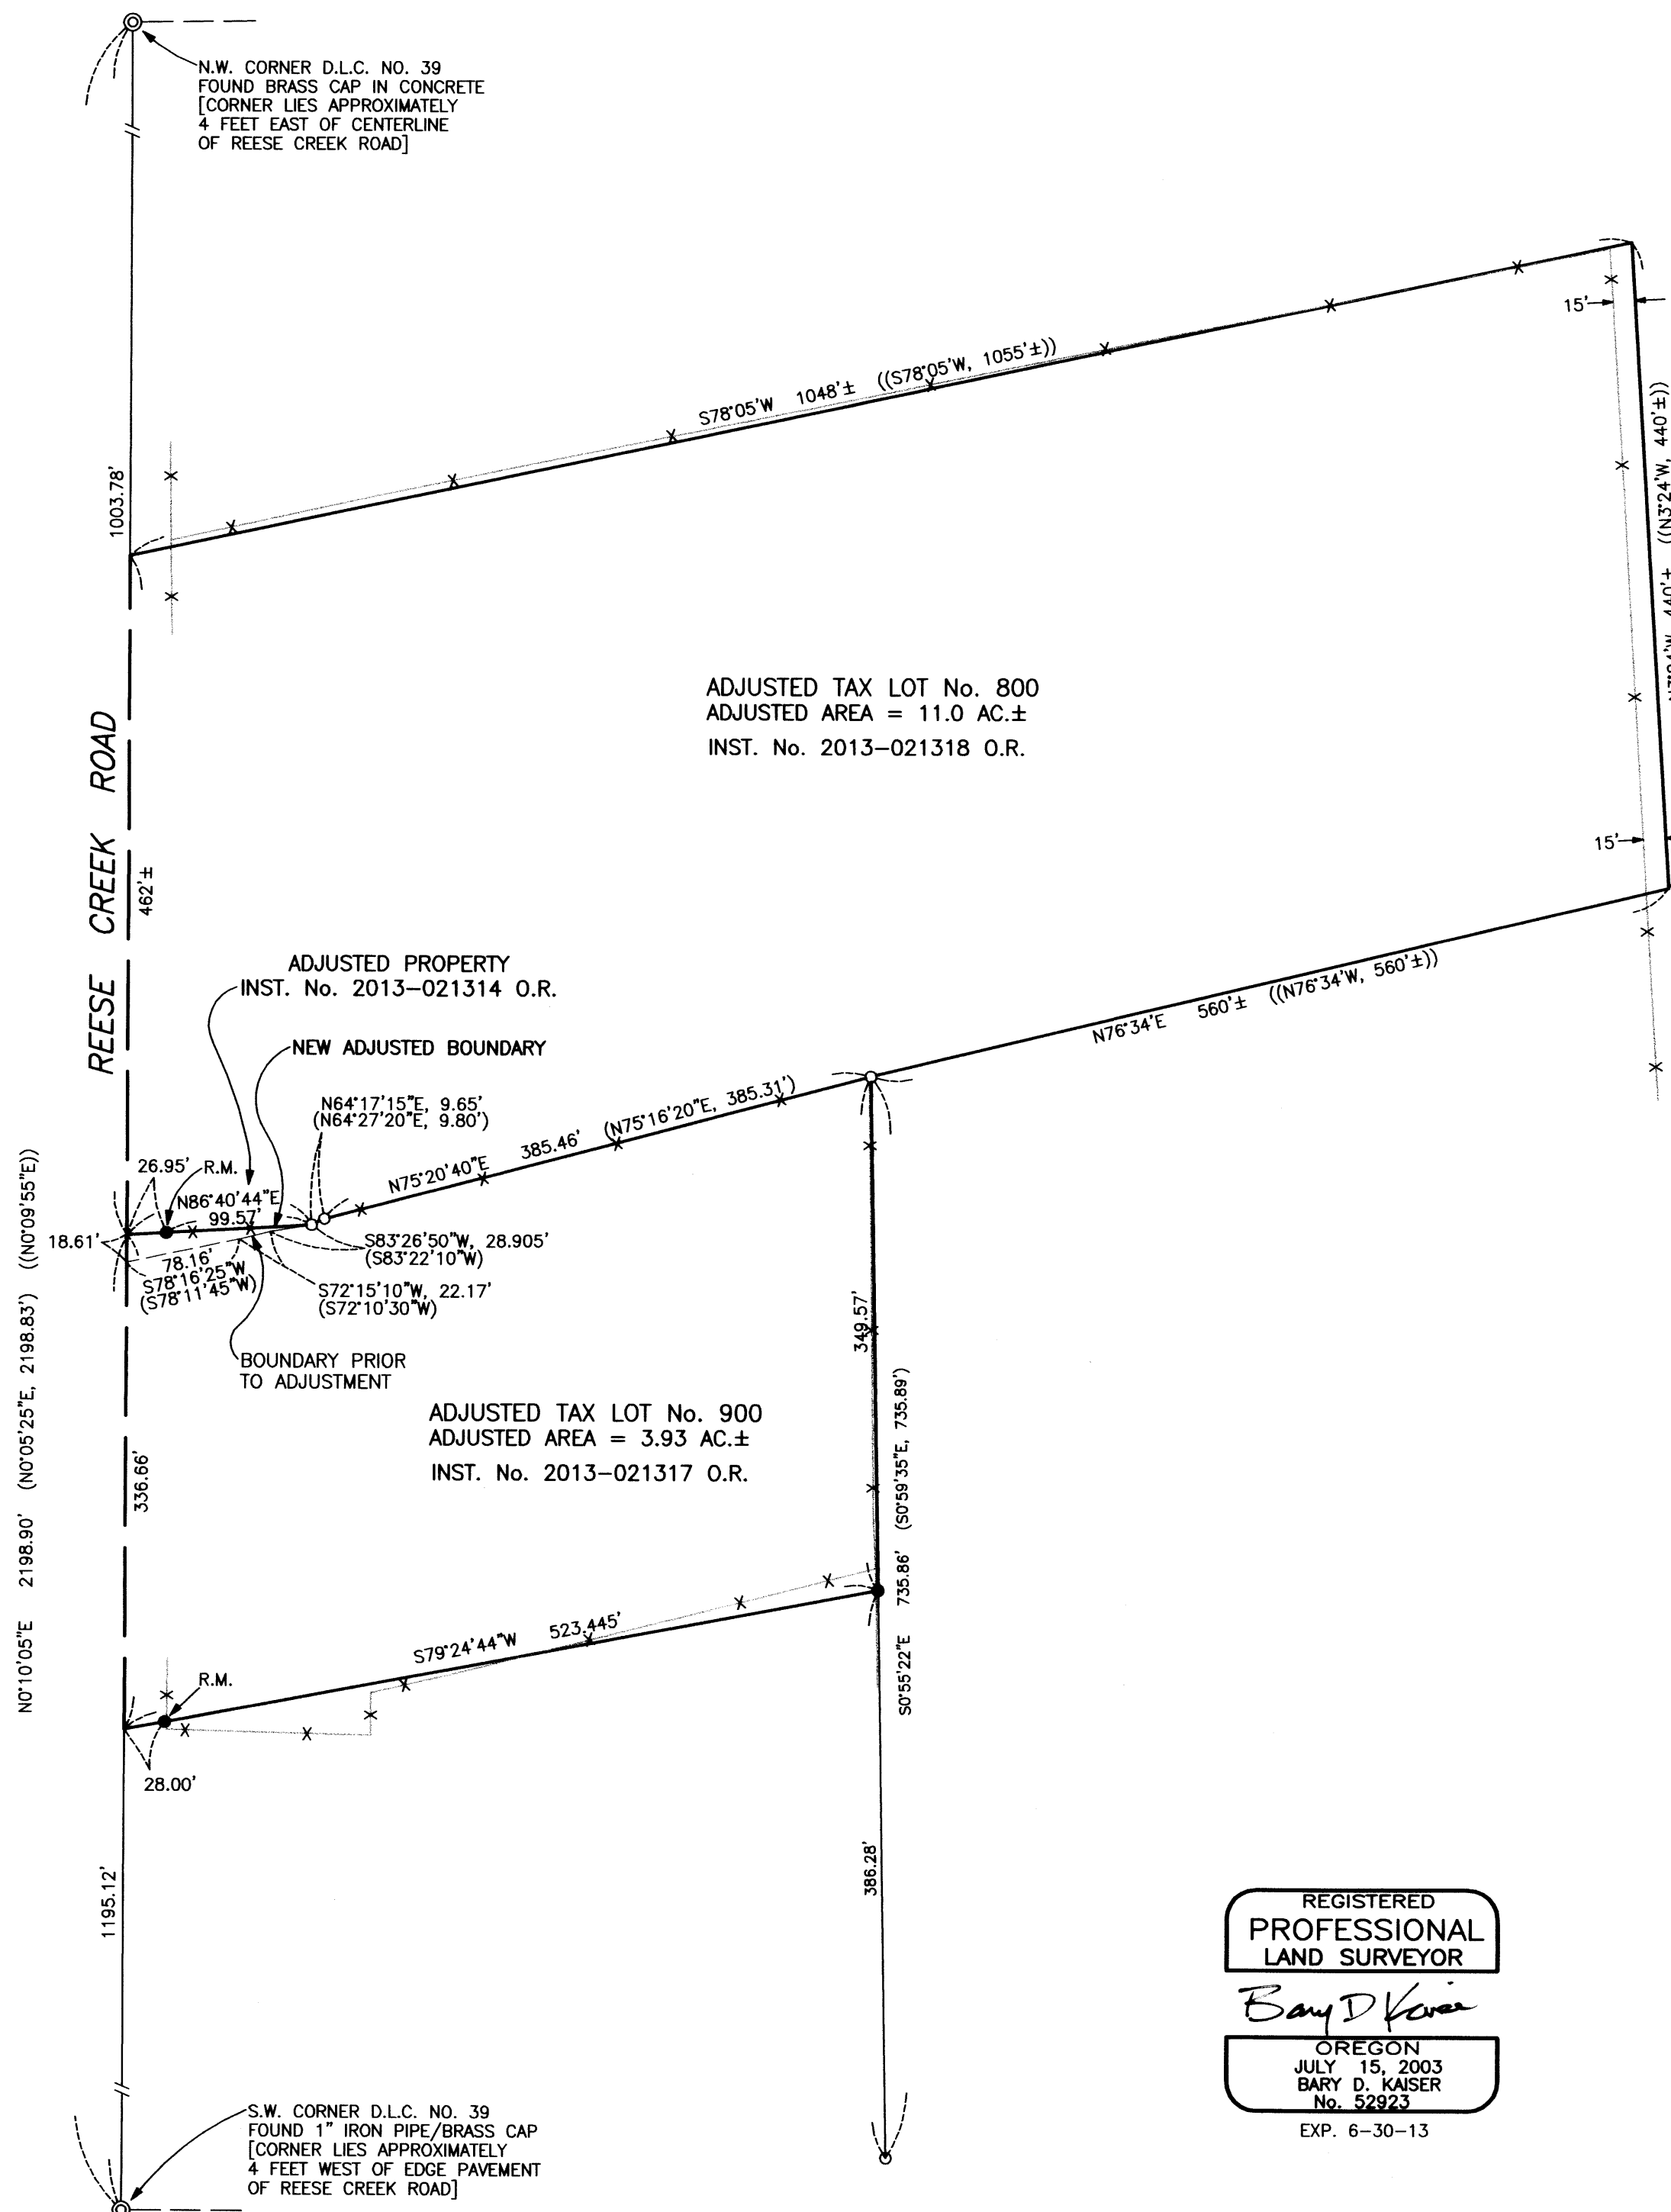 N.W. CORNER D.L.C. NO. 39
FOUND BRASS CAP IN CONCRETE
[CORNER LIES APPROXIMATELY
4 FEET EAST OF CENTERLINE
OF REESE CREEK ROAD]
15'
S78°05'W 1048'± ((S78°05'W, 1055'±))
((N3°24'W, 440'±))
1003.78'
ADJUSTED TAX LOT No. 800
ADJUSTED AREA = 11.0 AC.±
INST. No. 2013-021318 O.R.
REESE CREEK ROAD
462'±
15'
ADJUSTED PROPERTY
INST. No. 2013-021314 O.R.
NEW ADJUSTED BOUNDARY
N76°34'E 560'± ((N76°34'W, 560'±))
N64°17'15"E, 9.65'
(N64°27'20"E, 9.80')
N75°20'40"E 385.46' (N75°16'20"E, 385.31')
26.95'
R.M.
N86°40'44"E
99.57'
18.61'
78.16'
S78°16'25"W
(S78°11'45"W)
S83°26'50"W, 28.905'
(S83°22'10"W)
S72°15'10"W, 22.17'
(S72°10'30"W)
BOUNDARY PRIOR
TO ADJUSTMENT
349.57'
N0°10'05"E 2198.90' (N0°05'25"E, 2198.83') ((N0°09'55"E))
336.66'
ADJUSTED TAX LOT No. 900
ADJUSTED AREA = 3.93 AC.±
INST. No. 2013-021317 O.R.
S0°55'22"E 735.86' (S0°59'35"E, 735.89')
S79°24'44"W 523.445'
R.M.
28.00'
1195.12'
386.28'
REGISTERED
PROFESSIONAL
LAND SURVEYOR
Bary D Kaiser
OREGON
JULY 15, 2003
BARY D. KAISER
No. 52923
EXP. 6-30-13
S.W. CORNER D.L.C. NO. 39
FOUND 1" IRON PIPE/BRASS CAP
[CORNER LIES APPROXIMATELY
4 FEET WEST OF EDGE PAVEMENT
OF REESE CREEK ROAD]